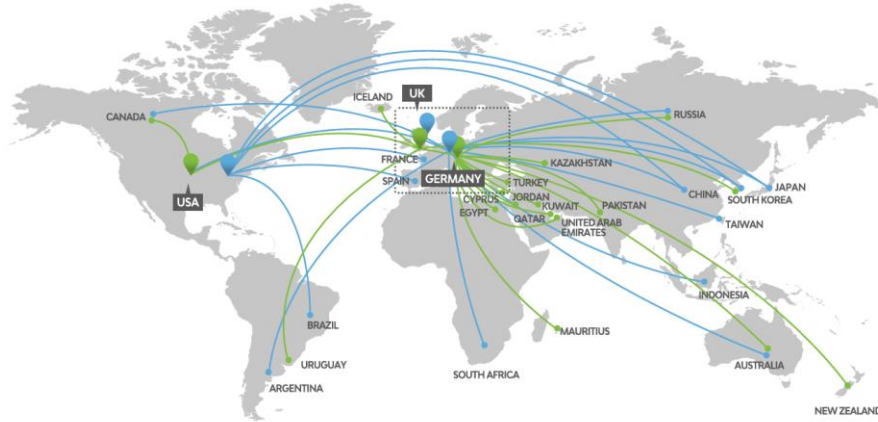 UK
ICELAND
CANADA
RUSSIA
FRANCE
KAZAKHSTAN
USA
SPAIN
GERMANY
TURKEY
CHINA
JAPAN
SOUTH KOREA
CYPRUS
JORDAN
EGYPT
KUWAIT
PAKISTAN
QATAR
UNITED ARAB
EMIRATES
TAIWAN
INDONESIA
BRAZIL
MAURITIUS
URUGUAY
AUSTRALIA
SOUTH AFRICA
ARGENTINA
NEW ZEALAND